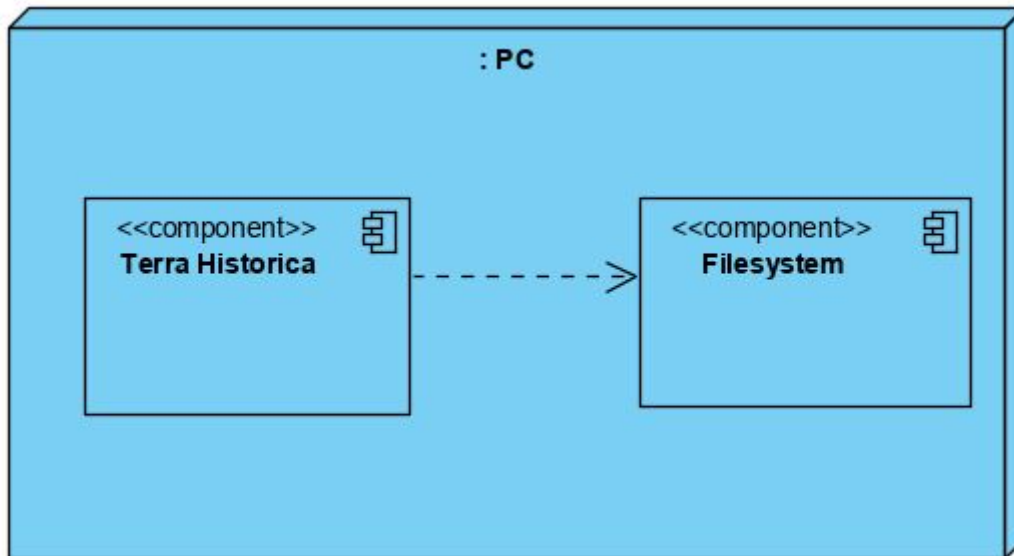 : PC
<<component>>
Terra Historica
<<component>>
Filesystem